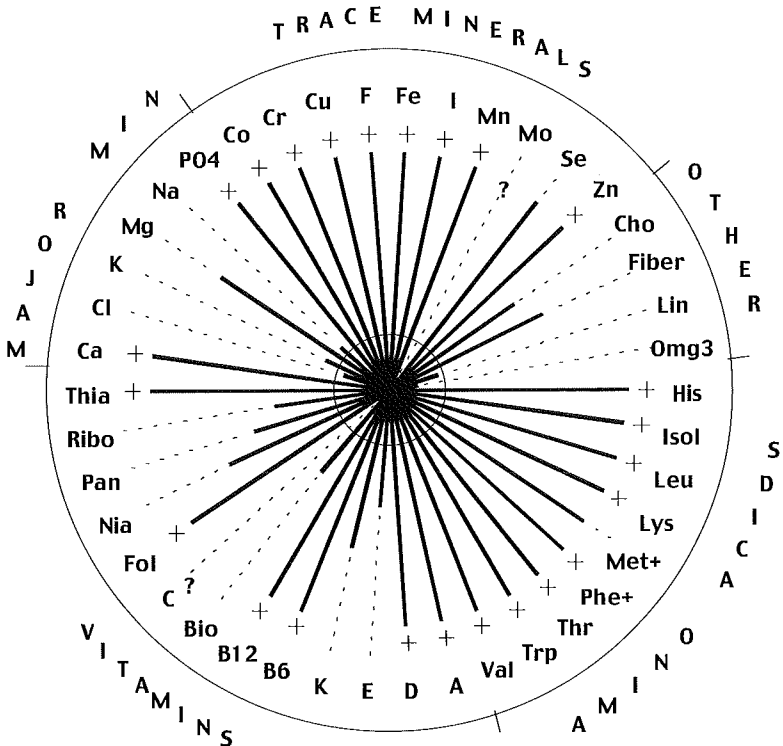 TRACE MINERALS
OTHER
AMINO ACIDS
VITAMINS
MAJOR MIN
F
Fe
I
Mn
Mo
?
Se
Zn
Cho
Fiber
Lin
Omg3
His
Isol
Leu
Lys
Met+
Phe+
Thr
Trp
Val
A
D
E
K
B6
B12
Bio
C ?
Fol
Nia
Pan
Ribo
Thia
Ca
Cl
K
Mg
Na
PO4
Co
Cr
Cu